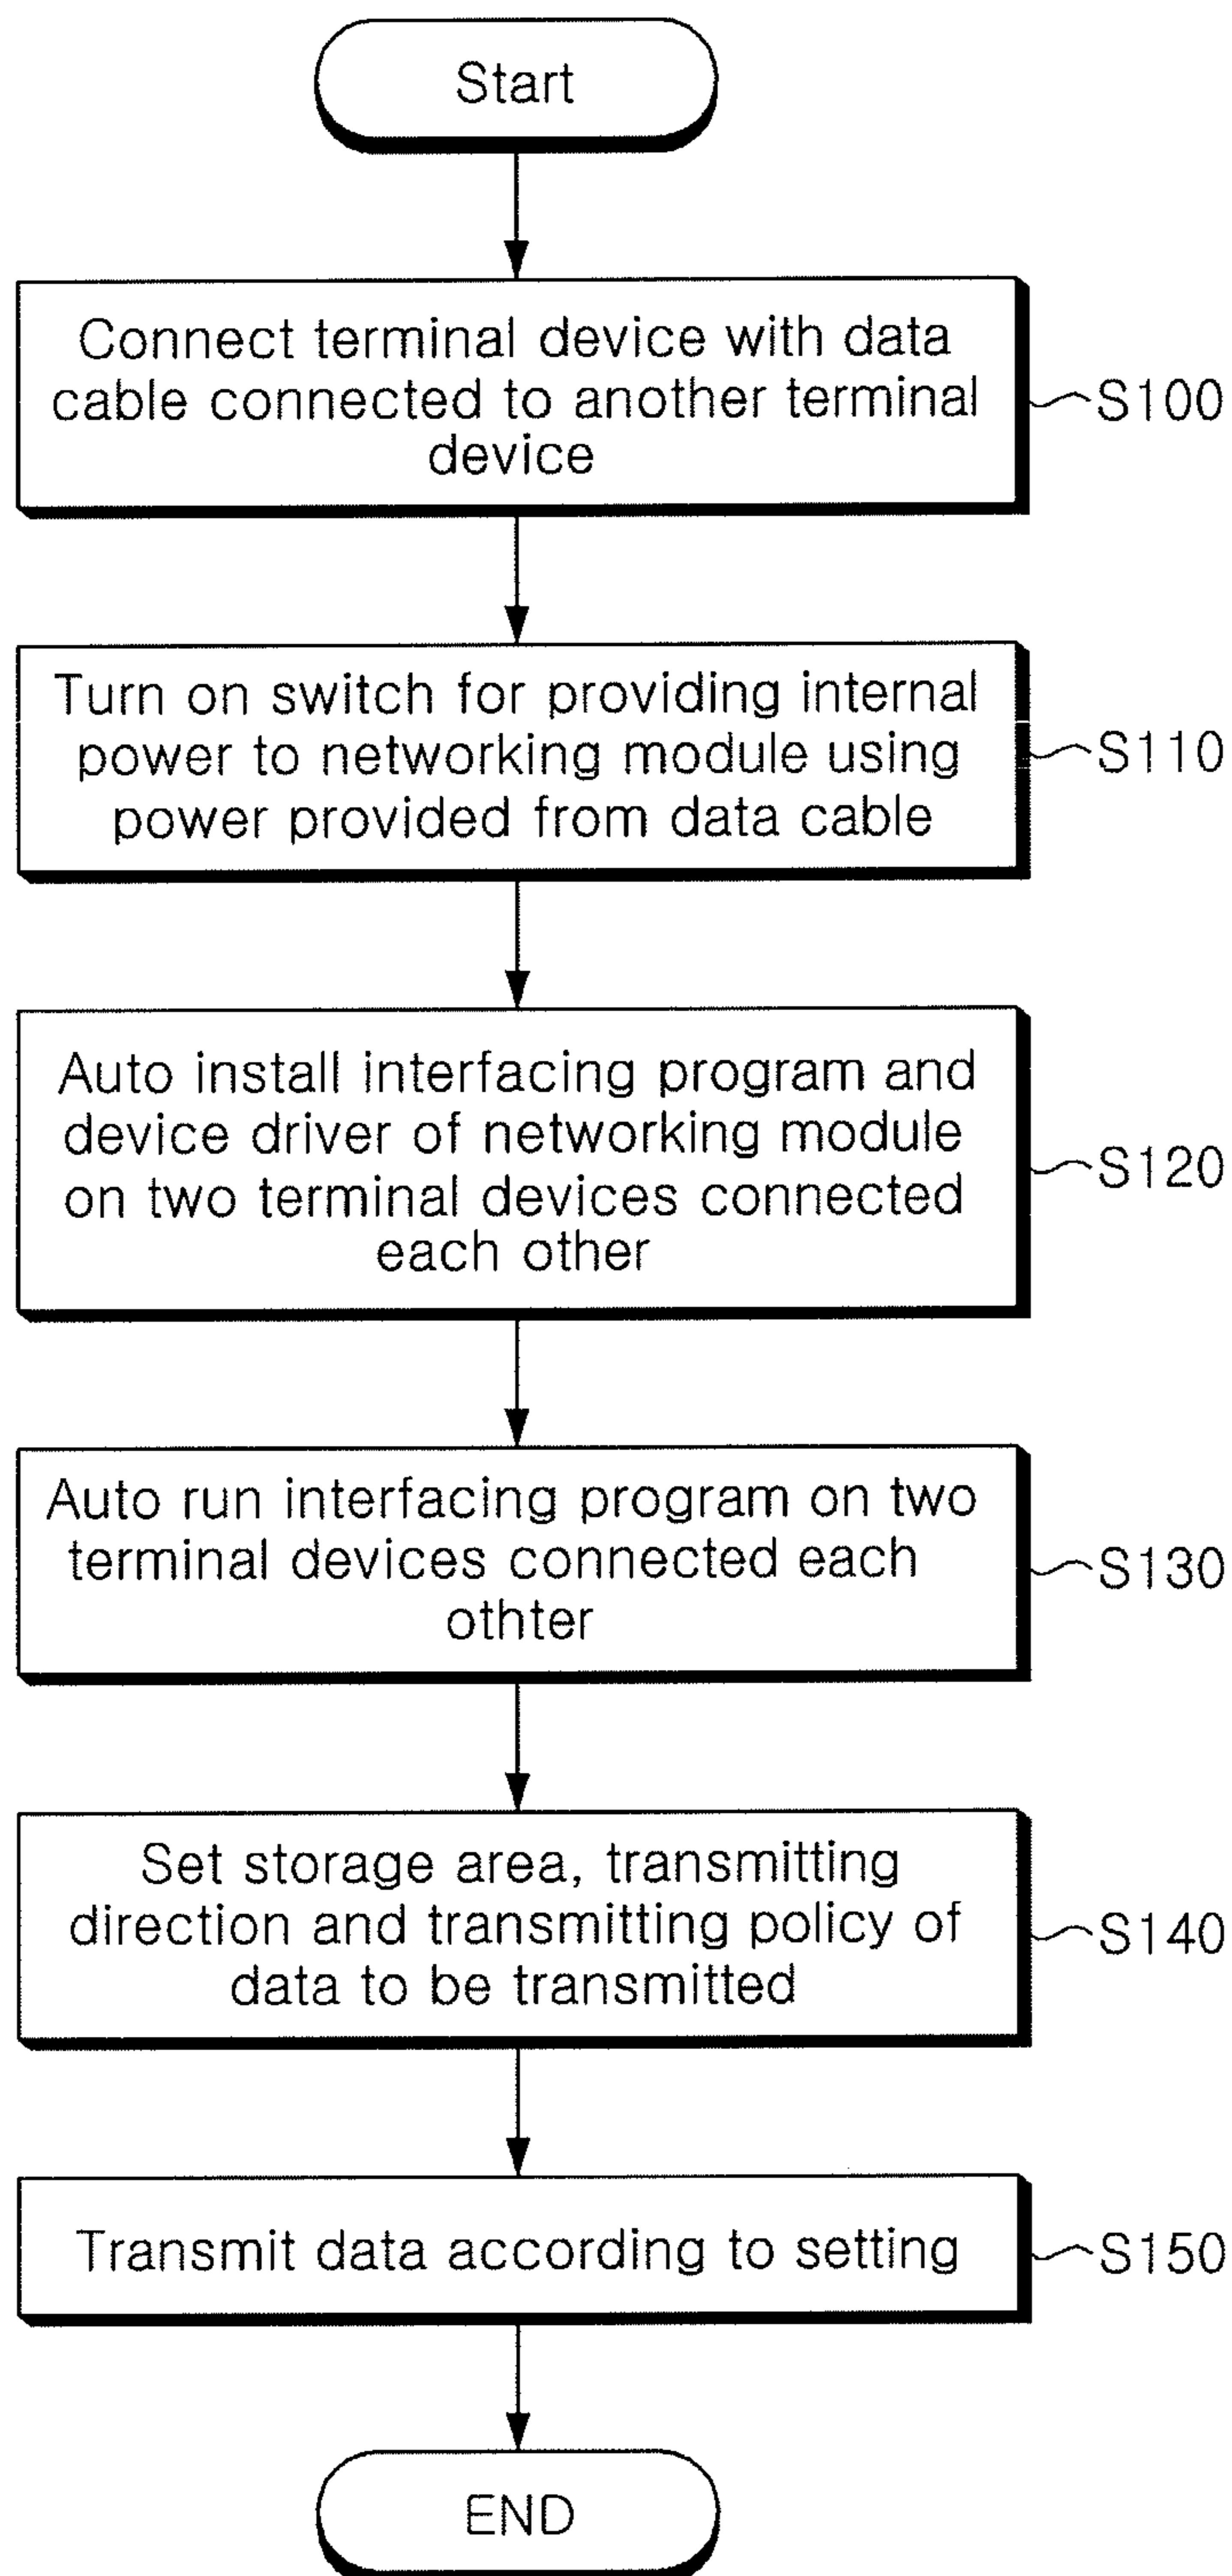 Start
Connect terminal device with data
cable connected to another terminal
device
S100
Turn on switch for providing internal
power to networking module using
power provided from data cable
S110
Auto install interfacing program and
device driver of networking module
on two terminal devices connected
each other
S120
Auto run interfacing program on two
terminal devices connected each
othter
S130
Set storage area, transmitting
direction and transmitting policy of
data to be transmitted
S140
Transmit data according to setting
S150
END